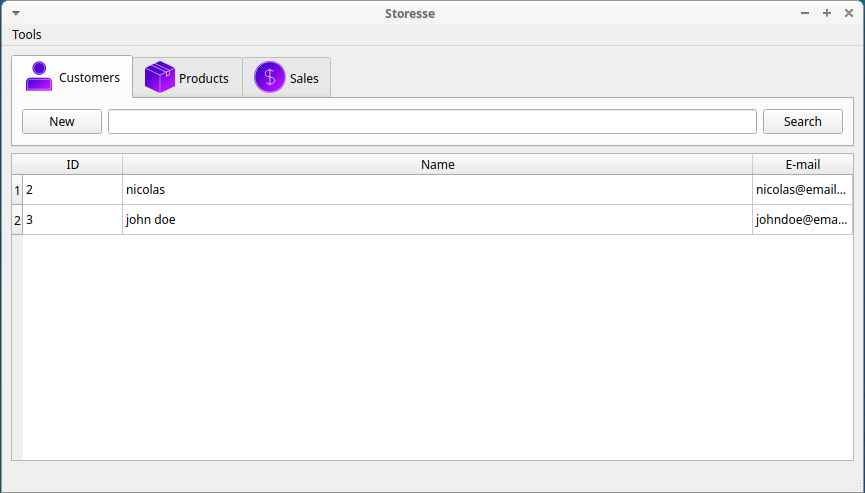 Storesse
Tools
Customers Products Sales
New Search
ID Name E-mail
1 2 nicolas nicolas@email...
2 3 john doe johndoe@ema...